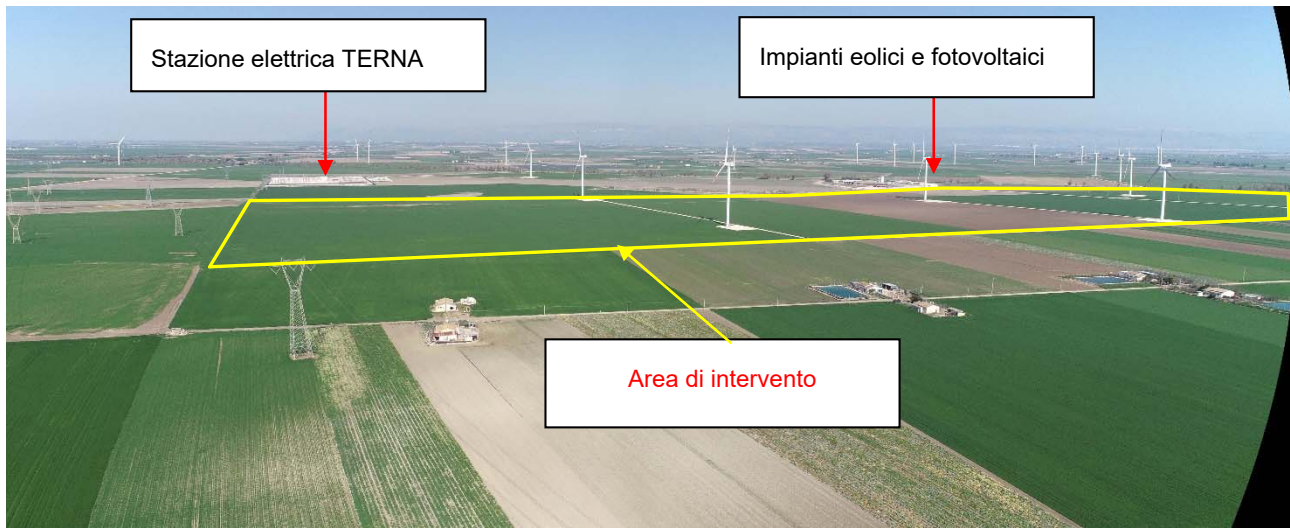 Stazione elettrica TERNA
Impianti eolici e fotovoltaici
Area di intervento